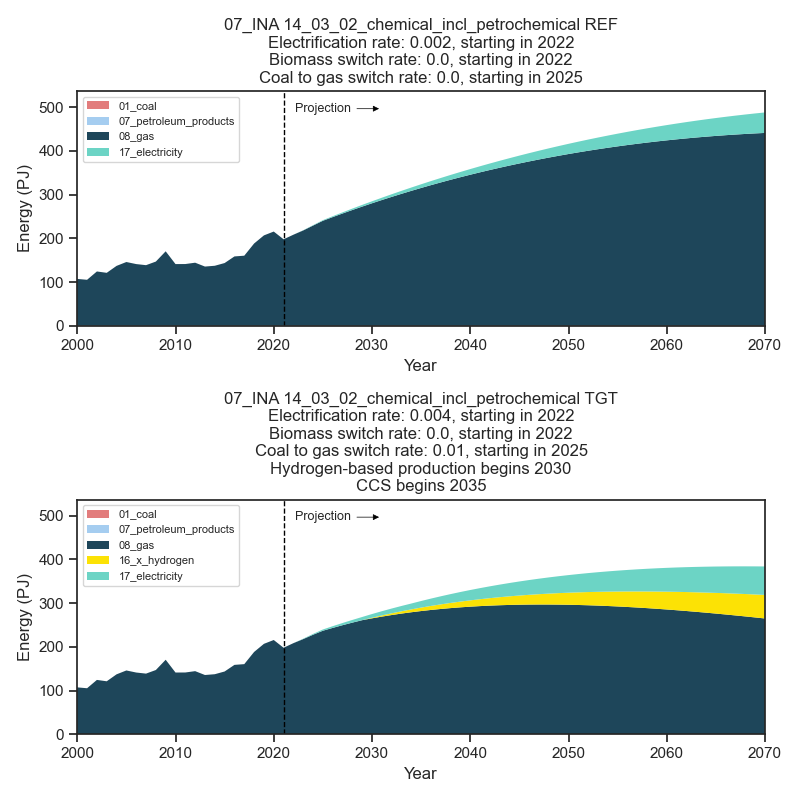 07_INA 14_03_02_chemical_incl_petrochemical REF
Electrification rate: 0.002, starting in 2022
Biomass switch rate: 0.0, starting in 2022
Coal to gas switch rate: 0.0, starting in 2025
500
400
300
200
100
0
Energy (PJ)
01_coal
07_petroleum_products
08_gas
17_electricity
Projection
2000 2010 2020 2030 2040 2050 2060 2070
Year
07_INA 14_03_02_chemical_incl_petrochemical TGT
Electrification rate: 0.004, starting in 2022
Biomass switch rate: 0.0, starting in 2022
Coal to gas switch rate: 0.01, starting in 2025
Hydrogen-based production begins 2030
CCS begins 2035
500
400
300
200
100
0
Energy (PJ)
01_coal
07_petroleum_products
08_gas
16_x_hydrogen
17_electricity
Projection
2000 2010 2020 2030 2040 2050 2060 2070
Year